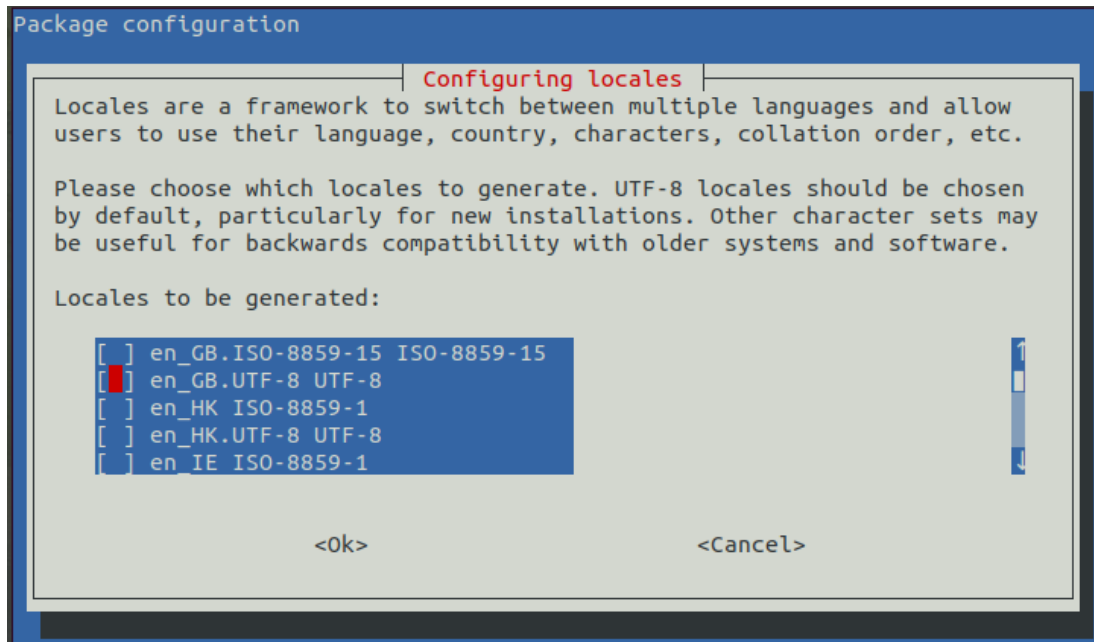 Package configuration
Configuring locales
Locales are a framework to switch between multiple languages and allow
users to use their language, country, characters, collation order, etc.
Please choose which locales to generate. UTF-8 locales should be chosen
by default, particularly for new installations. Other character sets may
be useful for backwards compatibility with older systems and software.
Locales to be generated:
[ ] en_GB.ISO-8859-15 ISO-8859-15
[ ] en_GB.UTF-8 UTF-8
[ ] en_HK ISO-8859-1
[ ] en_HK.UTF-8 UTF-8
[ ] en_IE ISO-8859-1
<Ok> <Cancel>